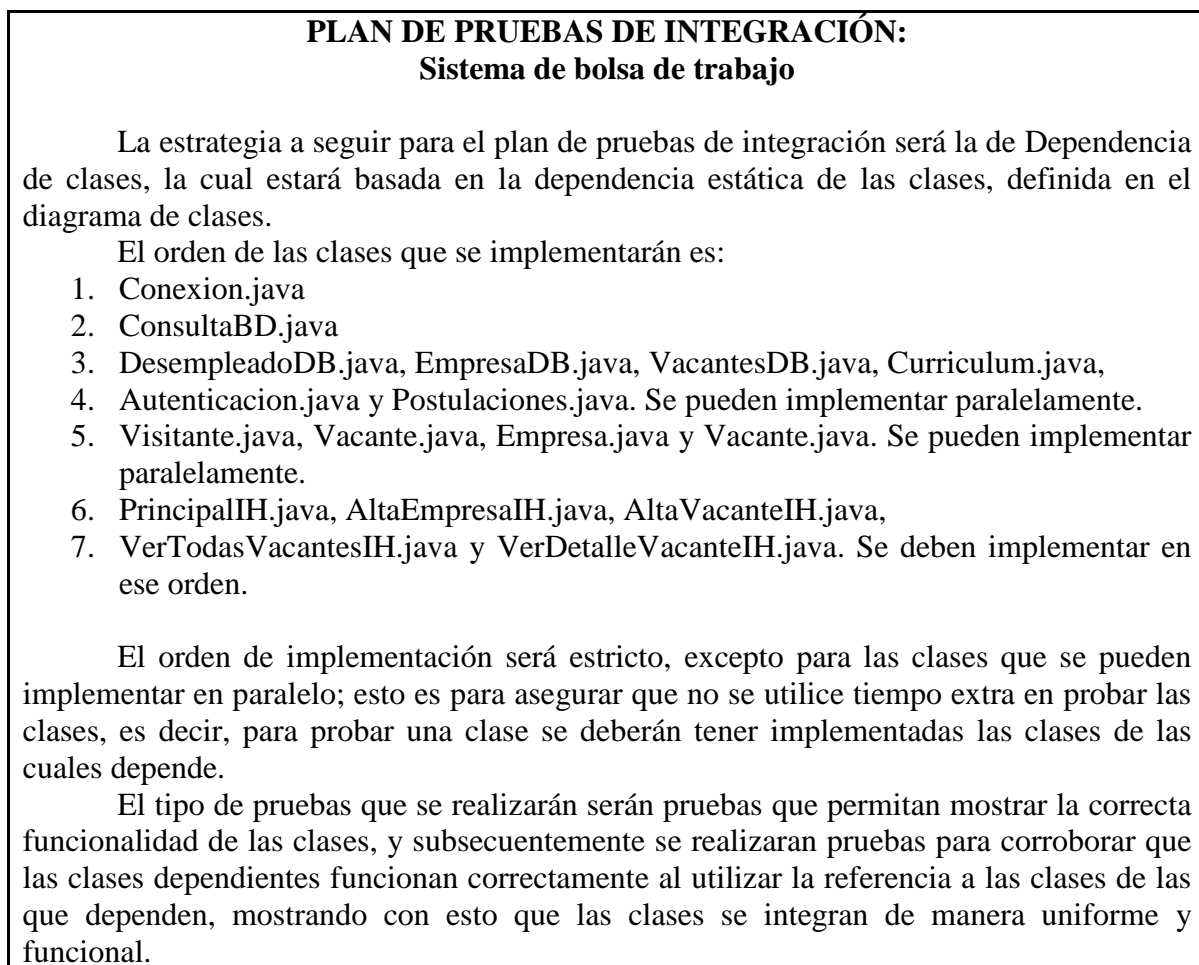 PLAN DE PRUEBAS DE INTEGRACIÓN:
Sistema de bolsa de trabajo
La estrategia a seguir para el plan de pruebas de integración será la de Dependencia
de clases, la cual estará basada en la dependencia estática de las clases, definida en el
diagrama de clases.
El orden de las clases que se implementarán es:
1. Conexion.java
2. ConsultaBD.java
3. DesempleadoDB.java, EmpresaDB.java, VacantesDB.java, Curriculum.java,
4. Autenticacion.java y Postulaciones.java. Se pueden implementar paralelamente.
5. Visitante.java, Vacante.java, Empresa.java y Vacante.java. Se pueden implementar
paralelamente.
6. PrincipalIH.java, AltaEmpresaIH.java, AltaVacanteIH.java,
7. VerTodasVacantesIH.java y VerDetalleVacanteIH.java. Se deben implementar en
ese orden.
El orden de implementación será estricto, excepto para las clases que se pueden
implementar en paralelo; esto es para asegurar que no se utilice tiempo extra en probar las
clases, es decir, para probar una clase se deberán tener implementadas las clases de las
cuales depende.
El tipo de pruebas que se realizarán serán pruebas que permitan mostrar la correcta
funcionalidad de las clases, y subsecuentemente se realizaran pruebas para corroborar que
las clases dependientes funcionan correctamente al utilizar la referencia a las clases de las
que dependen, mostrando con esto que las clases se integran de manera uniforme y
funcional.